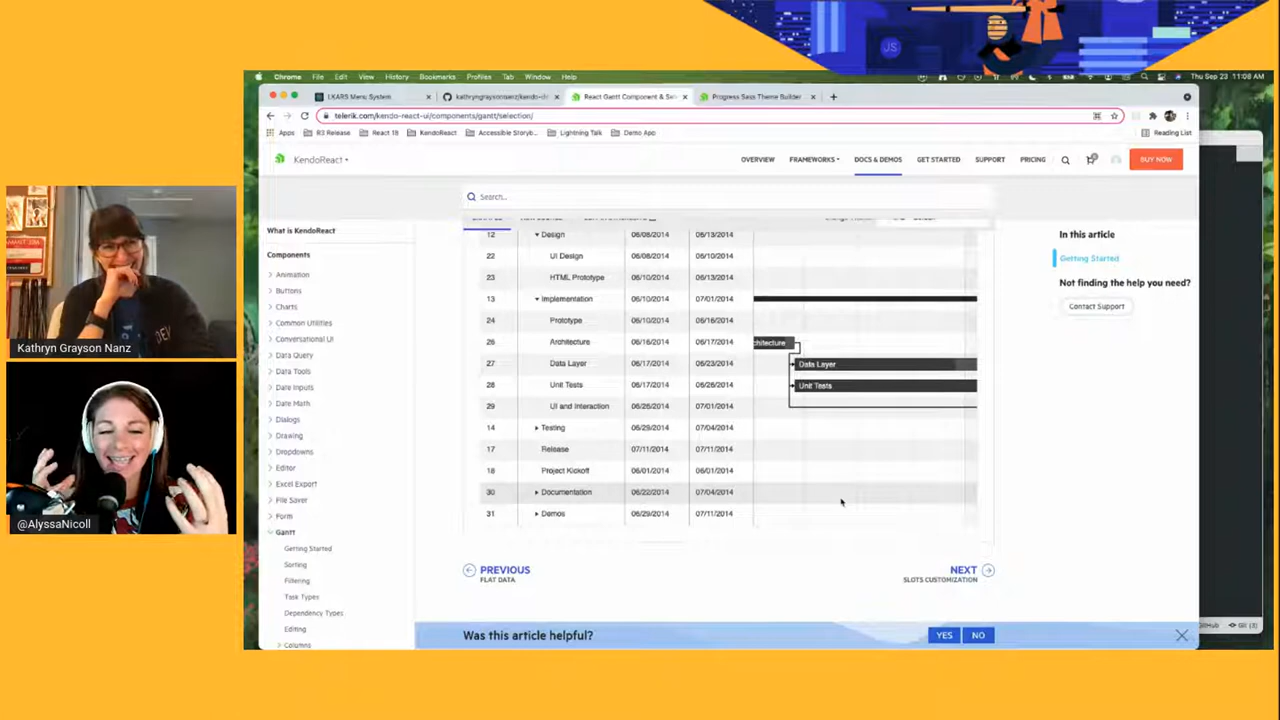 JS
Chrome File Edit View History Bookmarks Profiles Tab Window Help
Thu Sep 23 11:08 AM
LCARS Menu System
kathryngraysonnanz/kendo-dr
React Gantt Component & Sel
Progress Sass Theme Builder
telerik.com/kendo-react-ui/components/gantt/selection/
Apps R3 Release React 18 KendoReact Accessible Storyb... Lightning Talk Demo App Reading List
KendoReact
OVERVIEW FRAMEWORKS DOCS & DEMOS GET STARTED SUPPORT PRICING BUY NOW
Search...
What is KendoReact
Components
Animation
Buttons
Charts
Common Utilities
Conversational UI
Data Query
Data Tools
Date Inputs
Date Math
Dialogs
Drawing
Dropdowns
Editor
Excel Export
File Saver
Form
Gantt
Getting Started
Sorting
Filtering
Task Types
Dependency Types
Editing
Columns
12 Design 06/08/2014 06/13/2014
22 UI Design 06/08/2014 06/10/2014
23 HTML Prototype 06/10/2014 06/13/2014
13 Implementation 06/10/2014 07/01/2014
24 Prototype 06/10/2014 06/16/2014
26 Architecture 06/16/2014 06/17/2014 chitecture
27 Data Layer 06/17/2014 06/23/2014 Data Layer
28 Unit Tests 06/17/2014 06/26/2014 Unit Tests
29 UI and Interaction 06/26/2014 07/01/2014
14 Testing 06/29/2014 07/04/2014
17 Release 07/11/2014 07/11/2014
18 Project Kickoff 06/01/2014 06/01/2014
30 Documentation 06/22/2014 07/04/2014
31 Demos 06/29/2014 07/11/2014
PREVIOUS
FLAT DATA
NEXT
SLOTS CUSTOMIZATION
Was this article helpful? YES NO
In this article
Getting Started
Not finding the help you need?
Contact Support
Kathryn Grayson Nanz
DEV
@AlyssaNicoll